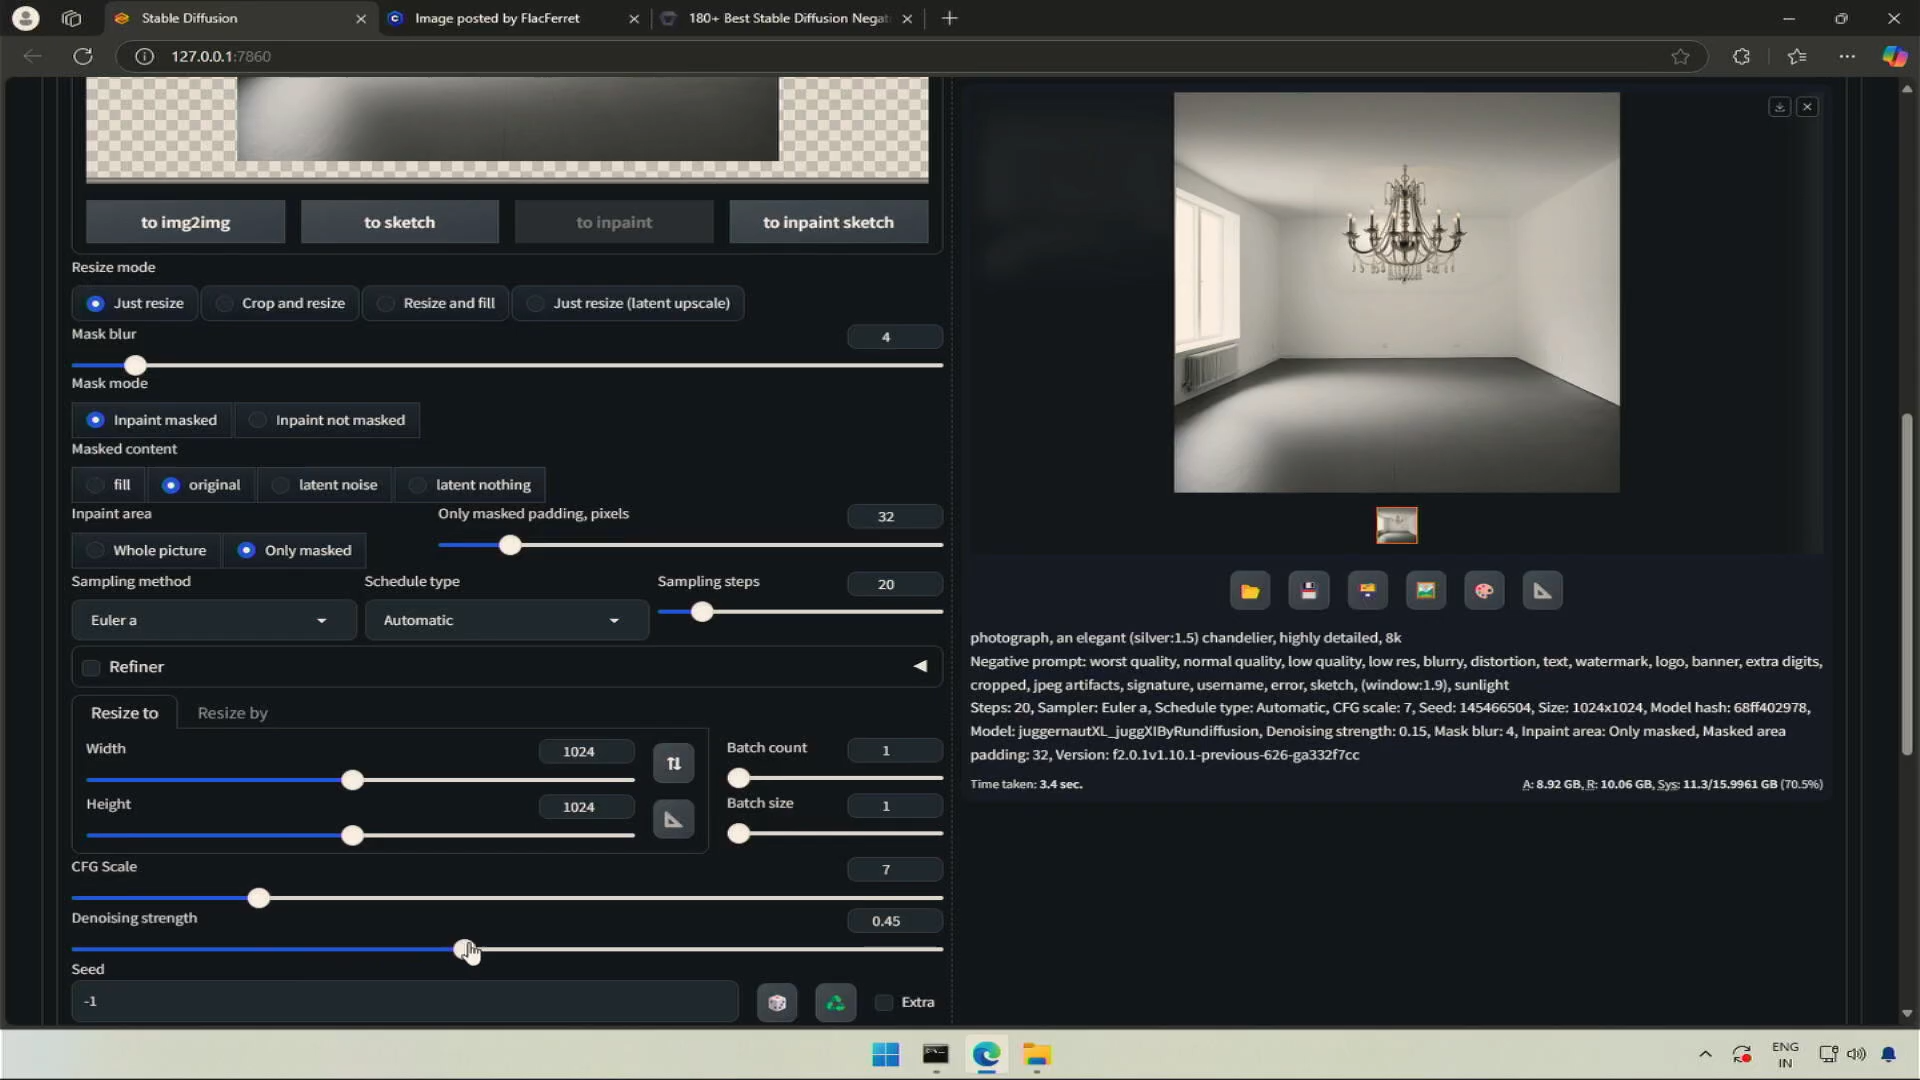 Stable Diffusion
Image posted by FlacFerret
180+ Best Stable Diffusion Negat
127.0.0.1:7860
to img2img
to sketch
to inpaint
to inpaint sketch
Resize mode
Just resize
Crop and resize
Resize and fill
Just resize (latent upscale)
Mask blur
4
Mask mode
Inpaint masked
Inpaint not masked
Masked content
fill
original
latent noise
latent nothing
Inpaint area
Only masked padding, pixels
32
Whole picture
Only masked
Sampling method
Schedule type
Sampling steps
20
Euler a
Automatic
Refiner
Resize to
Resize by
Width
1024
Batch count
1
Height
1024
Batch size
1
CFG Scale
7
Denoising strength
0.45
Seed
-1
Extra
photograph, an elegant (silver:1.5) chandelier, highly detailed, 8k
Negative prompt: worst quality, normal quality, low quality, low res, blurry, distortion, text, watermark, logo, banner, extra digits,
cropped, jpeg artifacts, signature, username, error, sketch, (window:1.9), sunlight
Steps: 20, Sampler: Euler a, Schedule type: Automatic, CFG scale: 7, Seed: 145466504, Size: 1024x1024, Model hash: 68ff402978,
Model: juggernautXL_juggXIByRundiffusion, Denoising strength: 0.15, Mask blur: 4, Inpaint area: Only masked, Masked area
padding: 32, Version: f2.0.1v1.10.1-previous-626-ga332f7cc
Time taken: 3.4 sec.
A: 8.92 GB, R: 10.06 GB, Sys: 11.3/15.9961 GB (70.5%)
ENG
IN